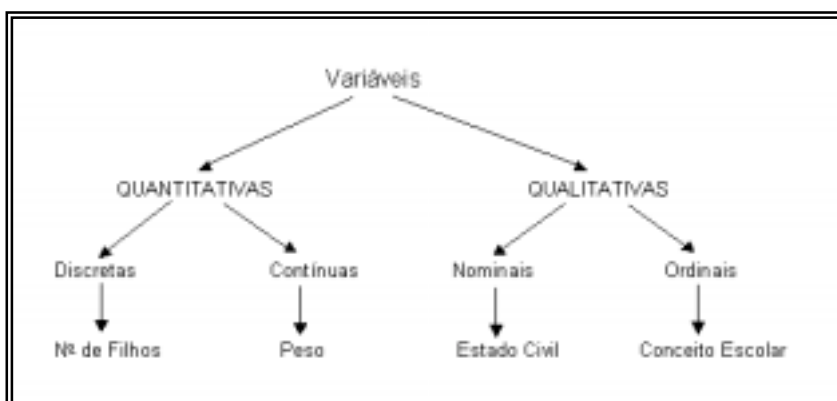 Variáveis
QUANTITATIVAS QUALITATIVAS
Discretas Contínuas Nominais Ordinais
Nº de Filhos Peso Estado Civil Conceito Escolar